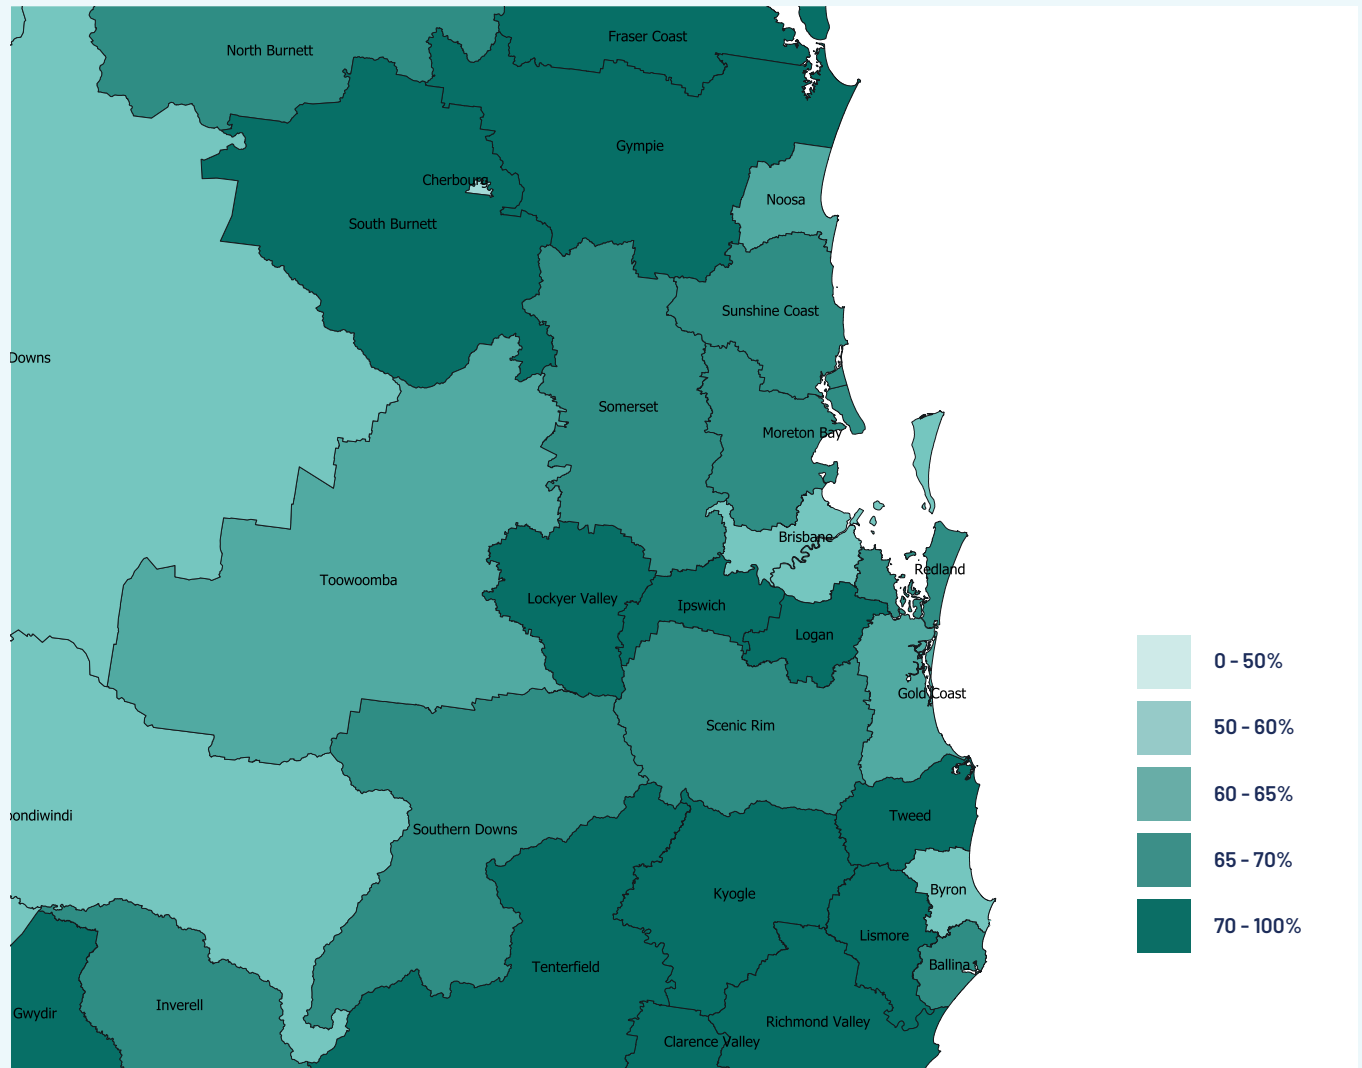 Fraser Coast
North Burnett
Gympie
Cherbourg
Noosa
South Burnett
Sunshine Coast
Downs
Somerset
Moreton Bay
Brisbane
Redland
Toowoomba
Lockyer Valley
Ipswich
Logan
0 - 50%
Gold Coast
Scenic Rim
50 - 60%
60 - 65%
oondiwindi
Tweed
Southern Downs
65 - 70%
Byron
Kyogle
70 - 100%
Lismore
Ballina
Tenterfield
Inverell
Gwydir
Richmond Valley
Clarence Valley